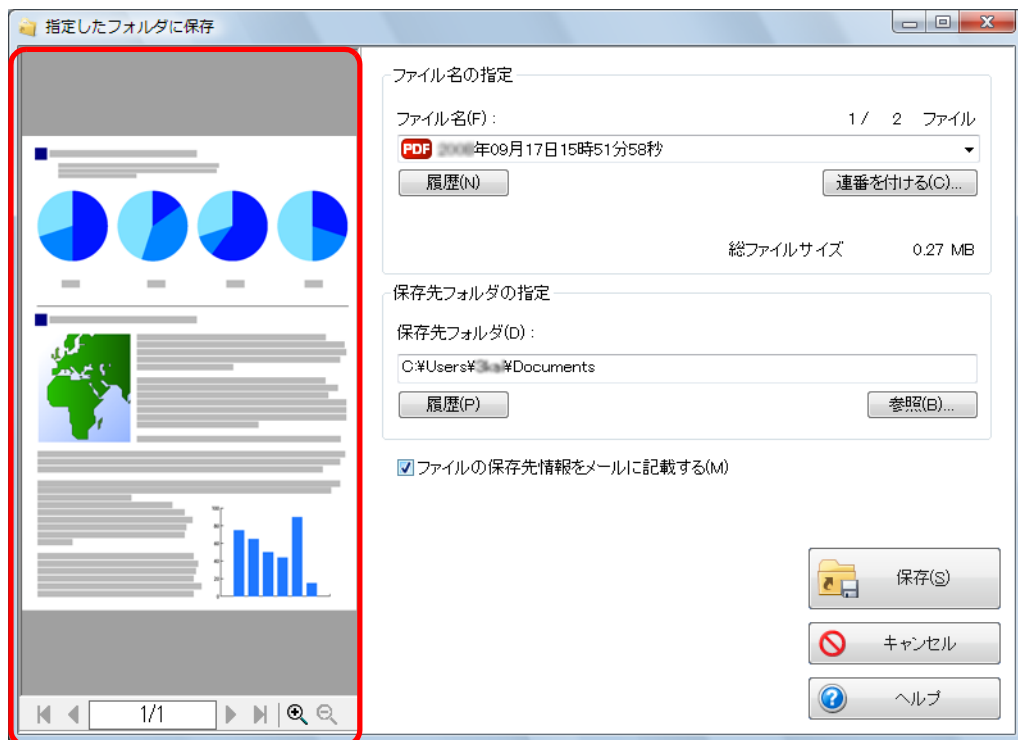 指定したフォルダに保存
ファイル名の指定
ファイル名(F) : 1 / 2 ファイル
PDF 年09月17日15時51分58秒
履歴(N) 連番を付ける(C)...
総ファイルサイズ 0.27 MB
保存先フォルダの指定
保存先フォルダ(D) :
C:¥Users¥ ¥Documents
履歴(P) 参照(B)...
ファイルの保存先情報をメールに記載する(M)
保存(S)
キャンセル
ヘルプ
1/1